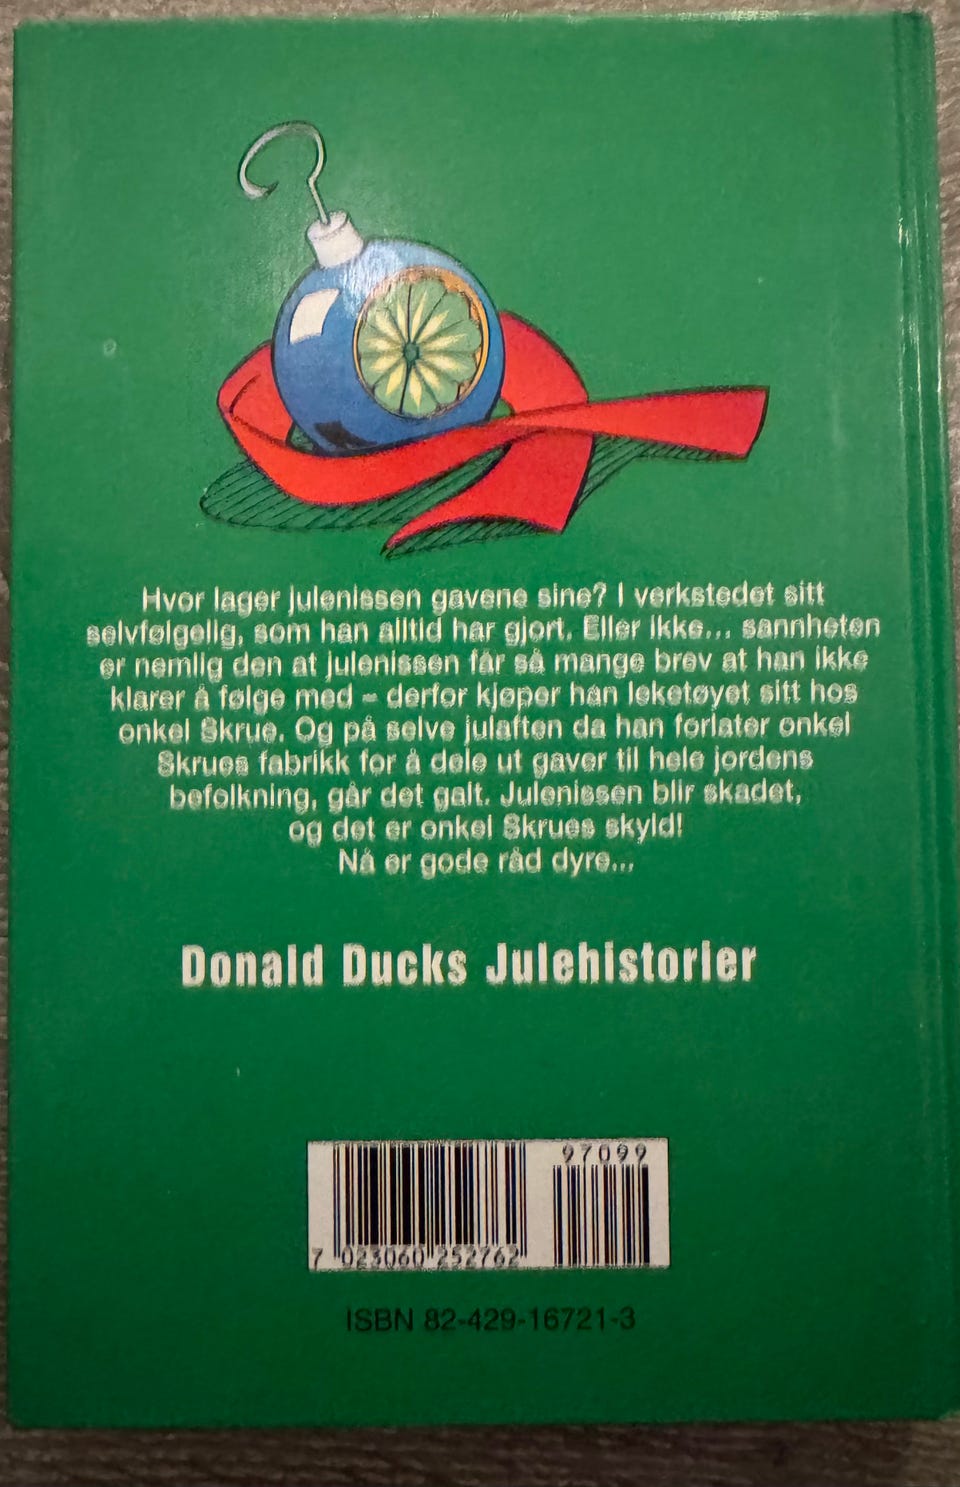 Hvor lager julenissen gavene sine? I verkstedet sitt
selvfølgelig, som han alltid har gjort. Eller ikke... sannheten
er nemlig den at julenissen får så mange brev at han ikke
klarer å følge med - derfor kjøper han leketøyet sitt hos
onkel Skrue. Og på selve julaften da han forlater onkel
Skrues fabrikk for å dele ut gaver til hele jordens
befolkning, går det galt. Julenissen blir skadet,
og det er onkel Skrues skyld!
Nå er gode råd dyre...
Donald Ducks Julehistorier
97099
7 023060 252762
ISBN 82-429-16721-3